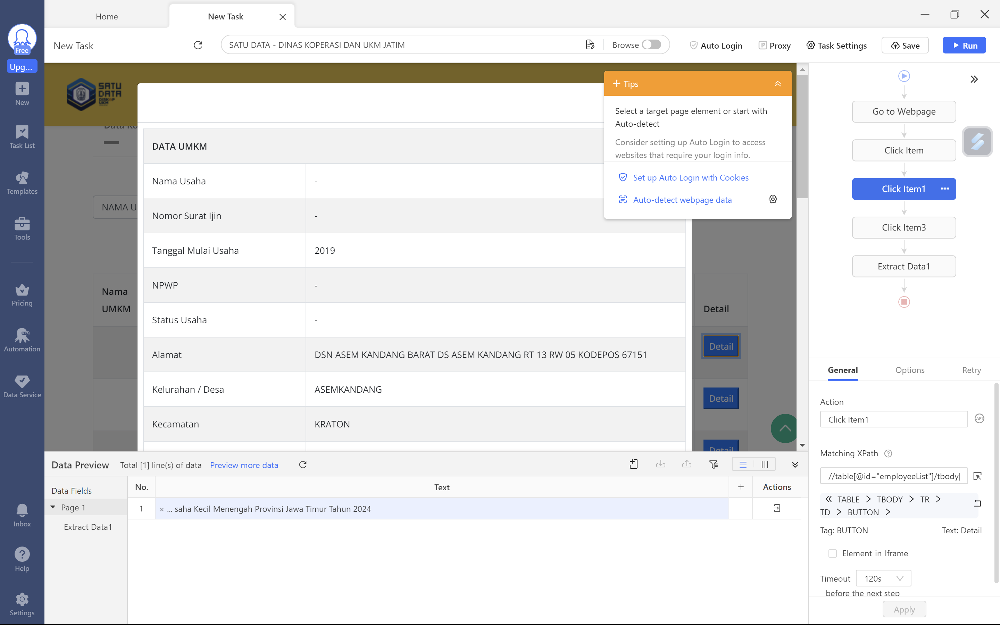 Home
New Task
Free
Upg...
New
Task List
Templates
Tools
Pricing
RPA
Automation
Data Service
Inbox
Help
Settings
New Task
SATU DATA - DINAS KOPERASI DAN UKM JATIM
Browse
Auto Login
IP Proxy
Task Settings
Save
Run
SATU
DATA
DISKOP
UKM
NAMA U
Nama
UMKM
DATA UMKM
Nama Usaha -
Nomor Surat Ijin -
Tanggal Mulai Usaha 2019
NPWP -
Status Usaha -
Alamat DSN ASEM KANDANG BARAT DS ASEM KANDANG RT 13 RW 05 KODEPOS 67151
Kelurahan / Desa ASEMKANDANG
Kecamatan KRATON
Detail
Detail
Detail
Detail
Tips
Select a target page element or start with
Auto-detect
Consider setting up Auto Login to access
websites that require your login info.
Set up Auto Login with Cookies
Auto-detect webpage data
Go to Webpage
Click Item
Click Item1
Click Item3
Extract Data1
General Options Retry
Action
Click Item1
API
Matching XPath ?
//table[@id="employeeList"]/tbody
« TABLE > TBODY > TR >
TD > BUTTON >
Tag: BUTTON Text: Detail
Element in Iframe
Timeout 120s
before the next step
Apply
Data Preview Total [1] line(s) of data Preview more data
Data Fields
Page 1
Extract Data1
No. Text + Actions
1 × ... saha Kecil Menengah Provinsi Jawa Timur Tahun 2024